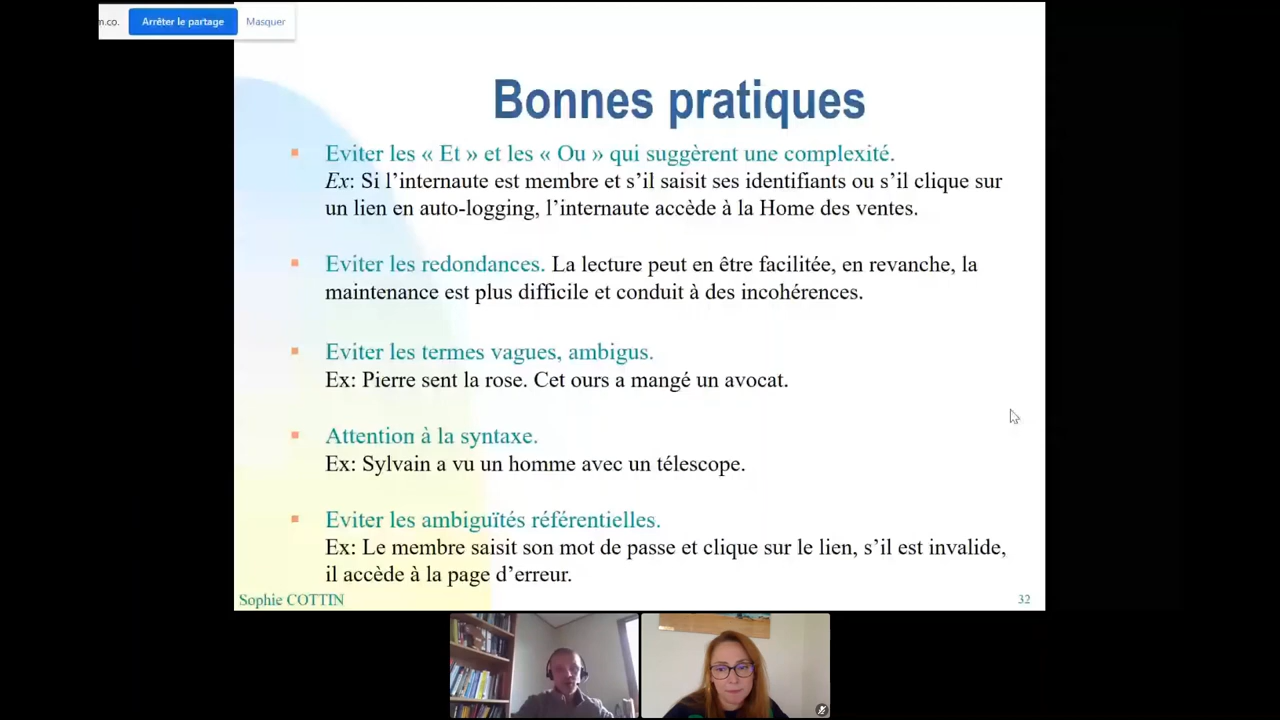 m.co.
Arrêter le partage
Masquer
Bonnes pratiques
Eviter les « Et » et les « Ou » qui suggèrent une complexité.
Ex: Si l’internaute est membre et s’il saisit ses identifiants ou s’il clique sur
un lien en auto-logging, l’internaute accède à la Home des ventes.
Eviter les redondances. La lecture peut en être facilitée, en revanche, la
maintenance est plus difficile et conduit à des incohérences.
Eviter les termes vagues, ambigus.
Ex: Pierre sent la rose. Cet ours a mangé un avocat.
Attention à la syntaxe.
Ex: Sylvain a vu un homme avec un télescope.
Eviter les ambiguïtés référentielles.
Ex: Le membre saisit son mot de passe et clique sur le lien, s’il est invalide,
il accède à la page d’erreur.
Sophie COTTIN
32